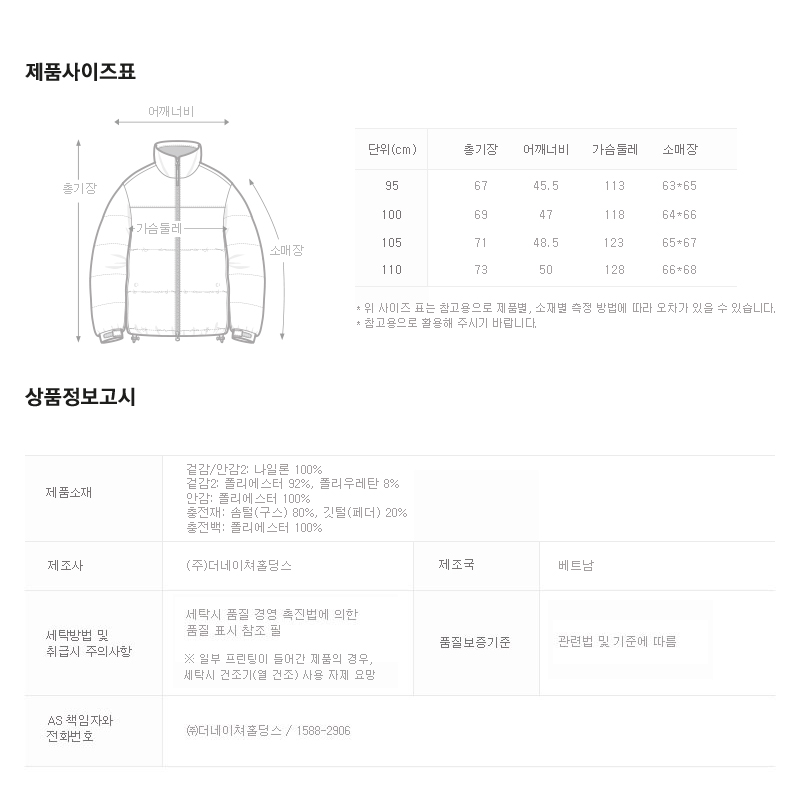 제품사이즈표
어깨너비
총기장
가슴둘레
소매장
단위(cm) 총기장 어깨너비 가슴둘레 소매장
95 67 45.5 113 63*65
100 69 47 118 64*66
105 71 48.5 123 65*67
110 73 50 128 66*68
* 위 사이즈 표는 참고용으로 제품별, 소재별 측정 방법에 따라 오차가 있을 수 있습니다.
* 참고용으로 활용해 주시기 바랍니다.
상품정보고시
제품소재
겉감/안감2: 나일론 100%
겉감2: 폴리에스터 92%, 폴리우레탄 8%
안감: 폴리에스터 100%
충전재: 솜털(구스) 80%, 깃털(페더) 20%
충전백: 폴리에스터 100%
제조사 (주)더네이쳐홀딩스 제조국 베트남
세탁방법 및
취급시 주의사항
세탁시 품질 경영 촉진법에 의한
품질 표시 참조 필
※ 일부 프린팅이 들어간 제품의 경우,
세탁시 건조기(열 건조) 사용 자제 요망
품질보증기준 관련법 및 기준에 따름
AS 책임자와
전화번호
㈜더네이쳐홀딩스 / 1588-2906